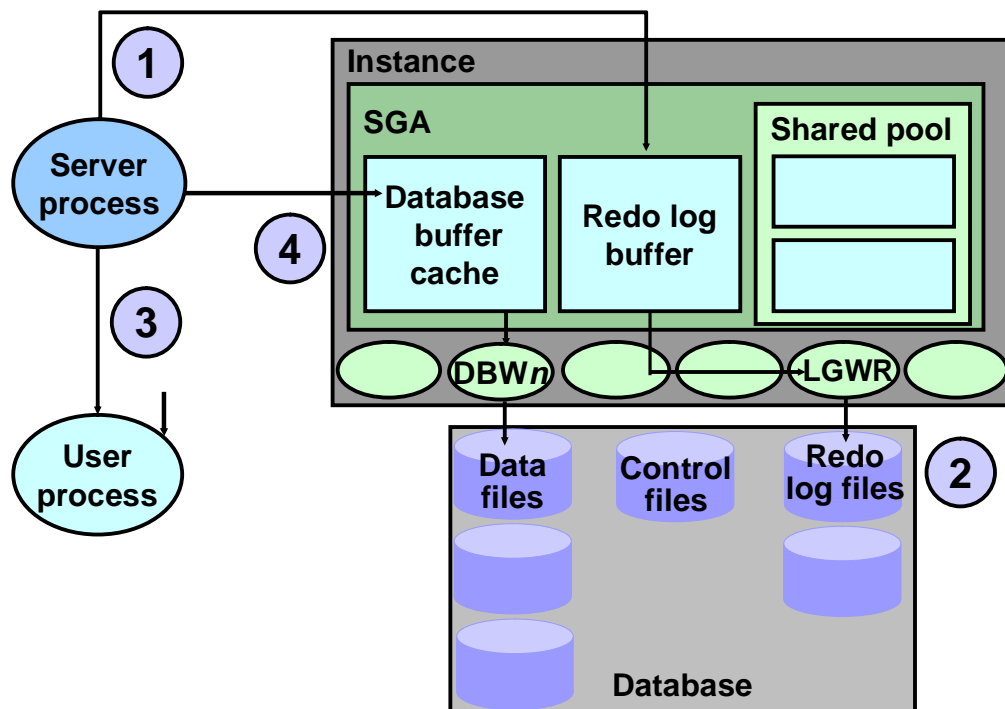 1
Instance
SGA
Shared pool
Server
process
Database
buffer
cache
Redo log
buffer
4
3
DBWn
LGWR
User
process
Data
files
Control
files
Redo
log files
2
Database